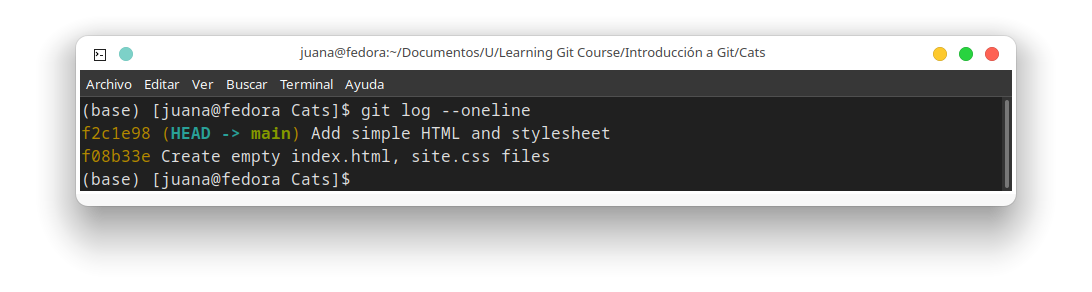 juana@fedora:~/Documentos/U/Learning Git Course/Introducción a Git/Cats
Archivo Editar Ver Buscar Terminal Ayuda
(base) [juana@fedora Cats]$ git log --oneline
f2c1e98 (HEAD -> main) Add simple HTML and stylesheet
f08b33e Create empty index.html, site.css files
(base) [juana@fedora Cats]$